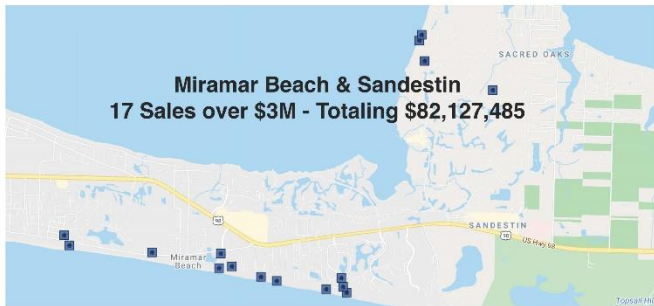 SACRED OAKS
Miramar Beach & Sandestin
17 Sales over $3M - Totaling $82,127,485
98
SANDESTIN
98
US Hwy 98
Miramar
Beach
Topsail Hill